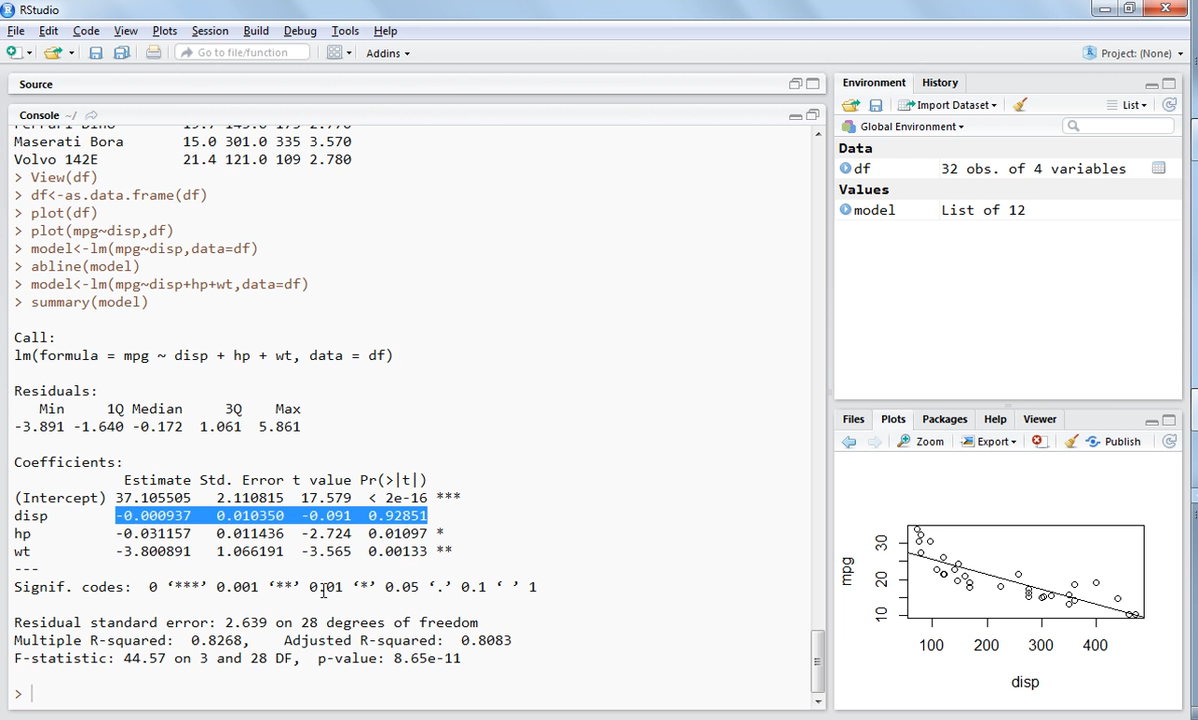 RStudio
File Edit Code View Plots Session Build Debug Tools Help
Go to file/function Addins Project: (None)
Source
Console ~/
Maserati Bora 15.0 301.0 335 3.570
Volvo 142E 21.4 121.0 109 2.780
> View(df)
> df<-as.data.frame(df)
> plot(df)
> plot(mpg~disp,df)
> model<-lm(mpg~disp,data=df)
> abline(model)
> model<-lm(mpg~disp+hp+wt,data=df)
> summary(model)
Call:
lm(formula = mpg ~ disp + hp + wt, data = df)
Residuals:
Min 1Q Median 3Q Max
-3.891 -1.640 -0.172 1.061 5.861
Coefficients:
Estimate Std. Error t value Pr(>|t|)
(Intercept) 37.105505 2.110815 17.579 < 2e-16 ***
disp -0.000937 0.010350 -0.091 0.92851
hp -0.031157 0.011436 -2.724 0.01097 *
wt -3.800891 1.066191 -3.565 0.00133 **
---
Signif. codes: 0 ‘***’ 0.001 ‘**’ 0.01 ‘*’ 0.05 ‘.’ 0.1 ‘ ’ 1
Residual standard error: 2.639 on 28 degrees of freedom
Multiple R-squared: 0.8268, Adjusted R-squared: 0.8083
F-statistic: 44.57 on 3 and 28 DF, p-value: 8.65e-11
>
Environment History
Import Dataset List
Global Environment
Data
df 32 obs. of 4 variables
Values
model List of 12
Files Plots Packages Help Viewer
Zoom Export Publish
mpg
30
20
10
100 200 300 400
disp